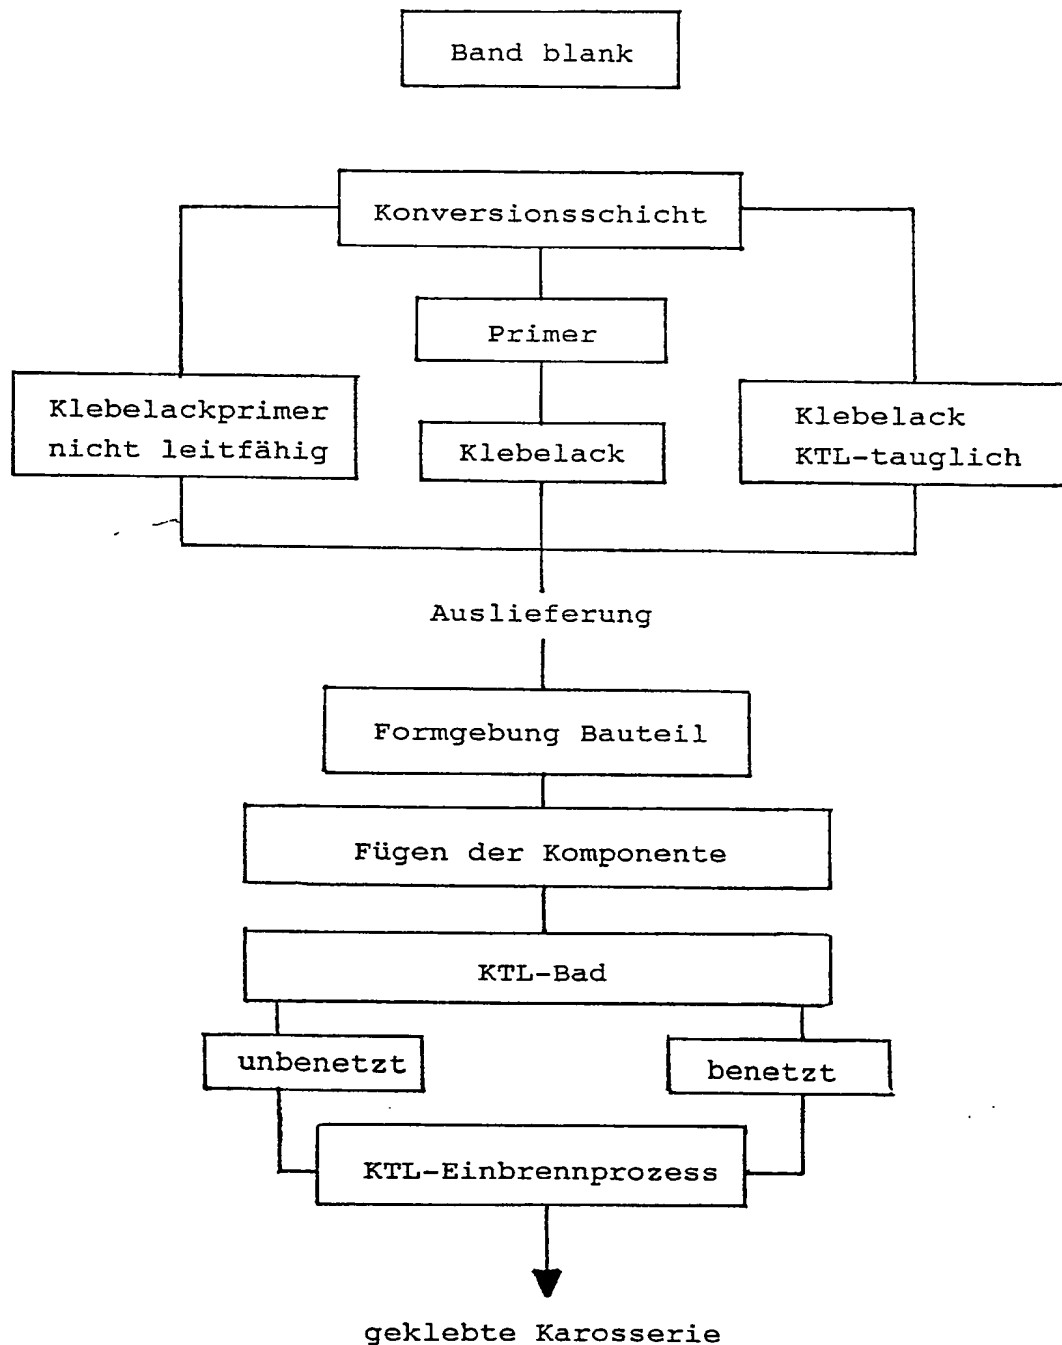 Band blank
Konversionsschicht
Primer
Klebelackprimer
nicht leitfähig
Klebelack
Klebelack
KTL-tauglich
Auslieferung
Formgebung Bauteil
Fügen der Komponente
KTL-Bad
unbenetzt
benetzt
KTL-Einbrennprozess
geklebte Karosserie